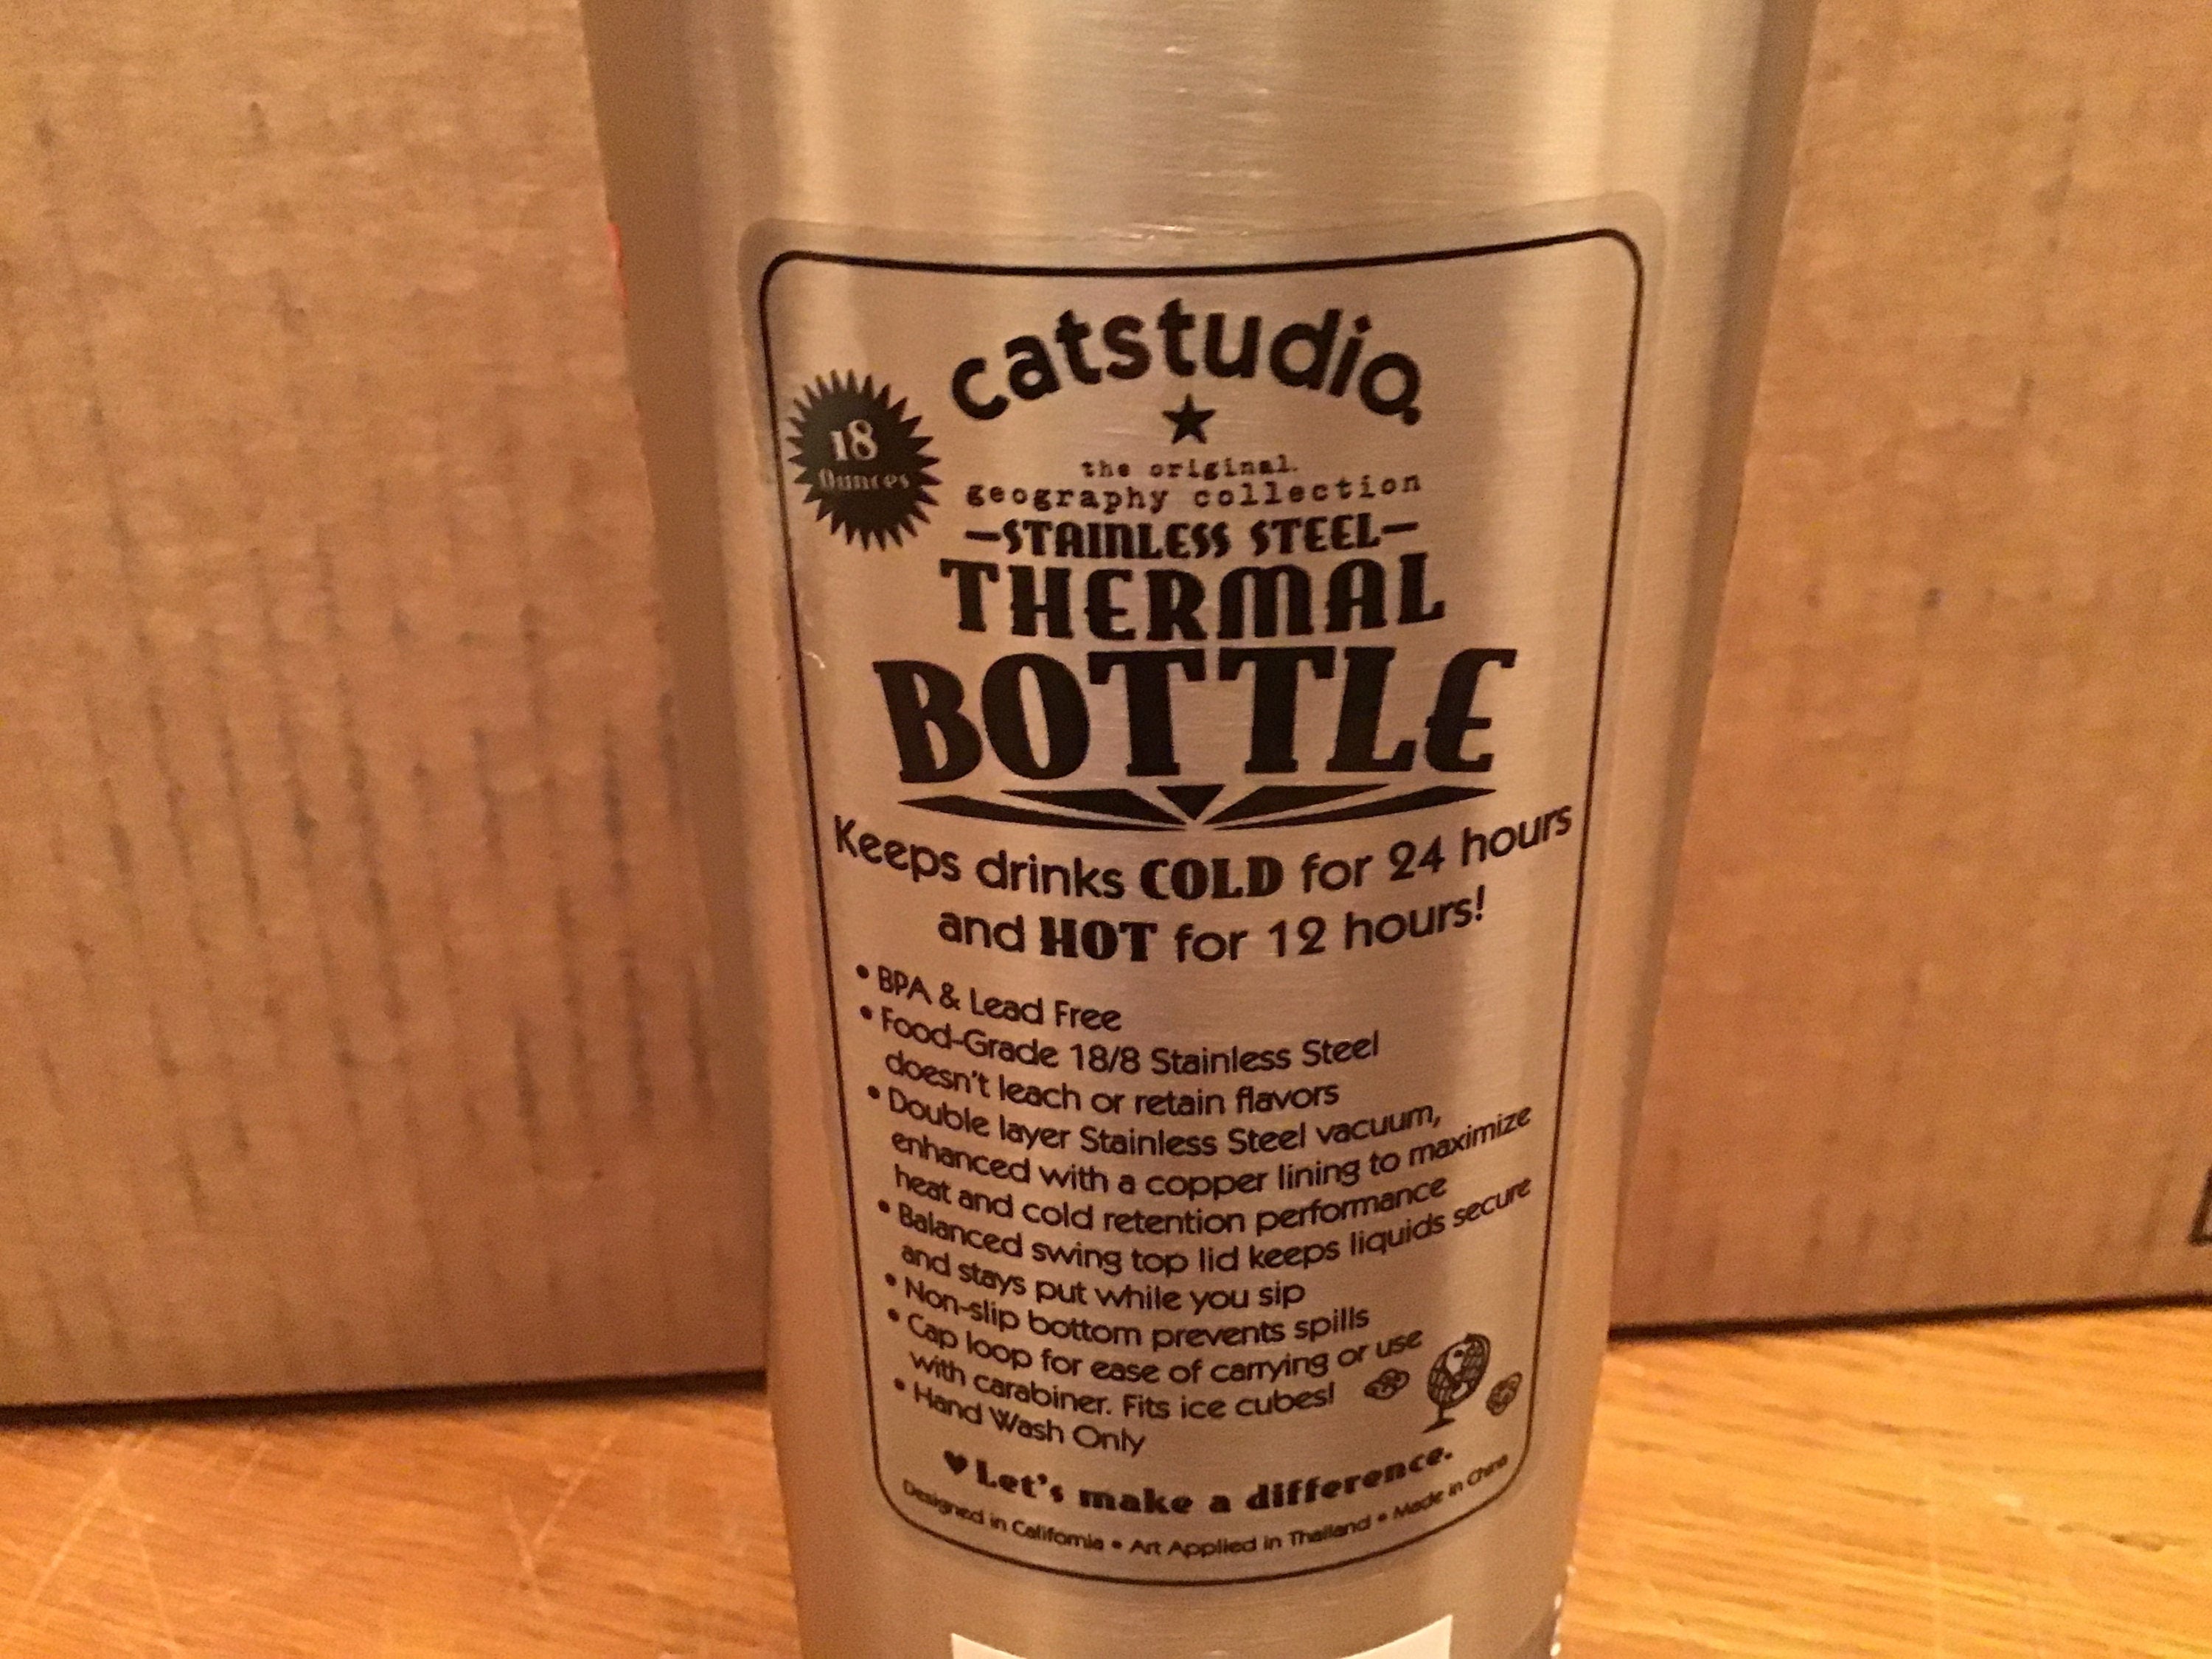 catstudio
18
Ounces
the original
geography collection
—STAINLESS STEEL—
THERMAL
BOTTLE
Keeps drinks COLD for 24 hours
and HOT for 12 hours!
• BPA & Lead Free
• Food-Grade 18/8 Stainless Steel
doesn't leach or retain flavors
• Double layer Stainless Steel vacuum,
enhanced with a copper lining to maximize
heat and cold retention performance
• Balanced swing top lid keeps liquids secure
and stays put while you sip
• Non-slip bottom prevents spills
• Cap loop for ease of carrying or use
with carabiner. Fits ice cubes!
• Hand Wash Only
♥ Let's make a difference.
Designed in California • Art Applied in Thailand • Made in China